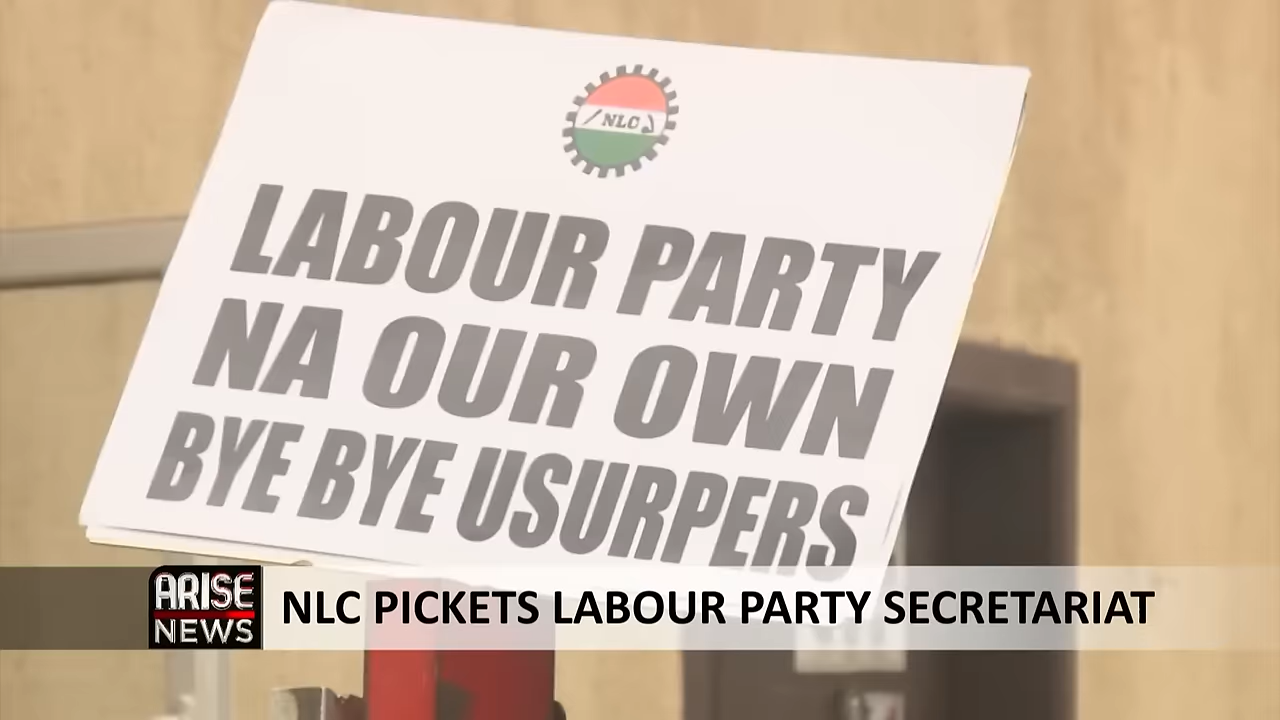 NLC
LABOUR PARTY
NA OUR OWN
BYE BYE USURPERS
ARISE
NEWS
NLC PICKETS LABOUR PARTY SECRETARIAT